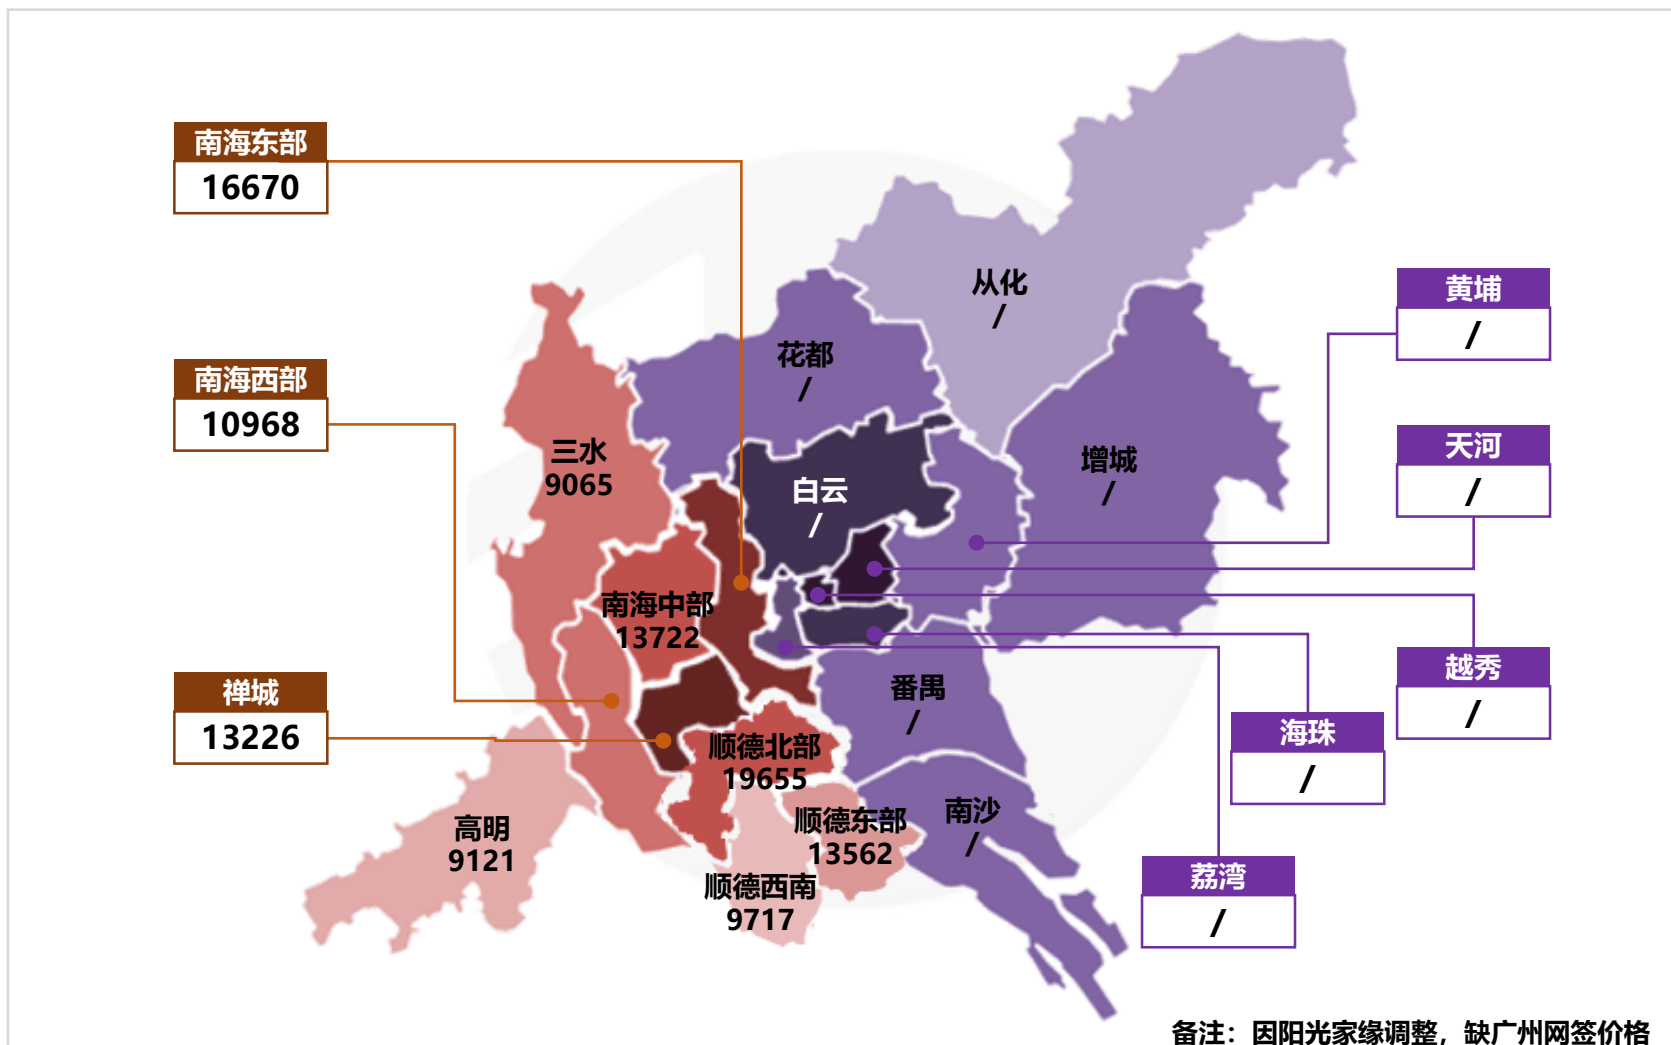 南海东部
16670
南海西部
10968
禅城
13226
三水
9065
南海中部
13722
高明
9121
顺德北部
19655
顺德东部
13562
顺德西南
9717
从化
/
花都
/
白云
/
增城
/
番禺
/
南沙
/
黄埔
/
天河
/
越秀
/
海珠
/
荔湾
/
备注：因阳光家缘调整，缺广州网签价格